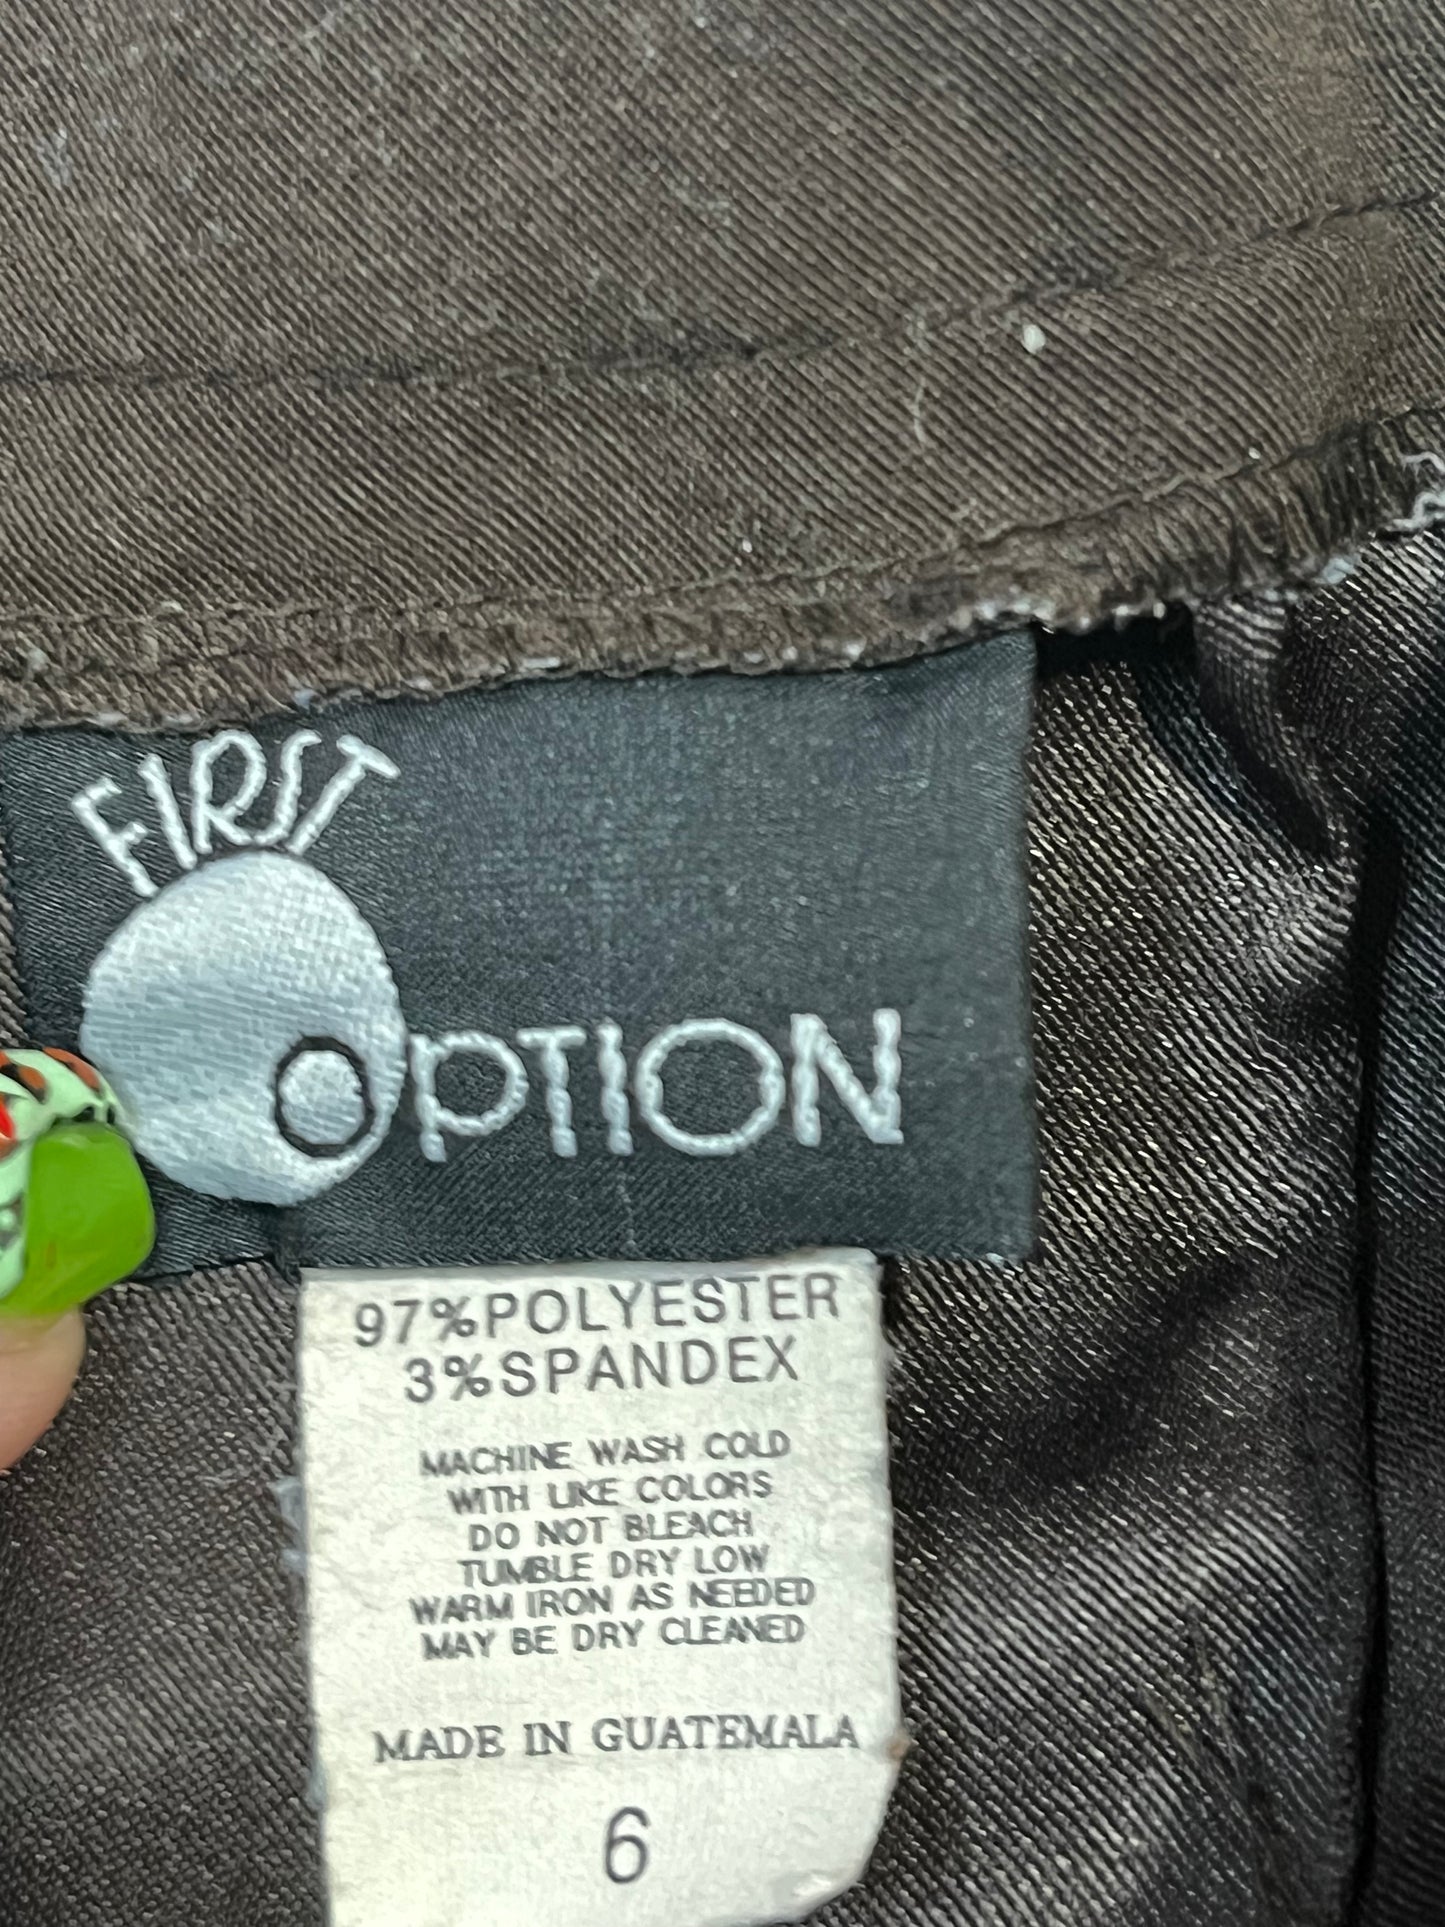 FIRST
OPTION
97%POLYESTER
3%SPANDEX
MACHINE WASH COLD
WITH LIKE COLORS
DO NOT BLEACH
TUMBLE DRY LOW
WARM IRON AS NEEDED
MAY BE DRY CLEANED
MADE IN GUATEMALA
6